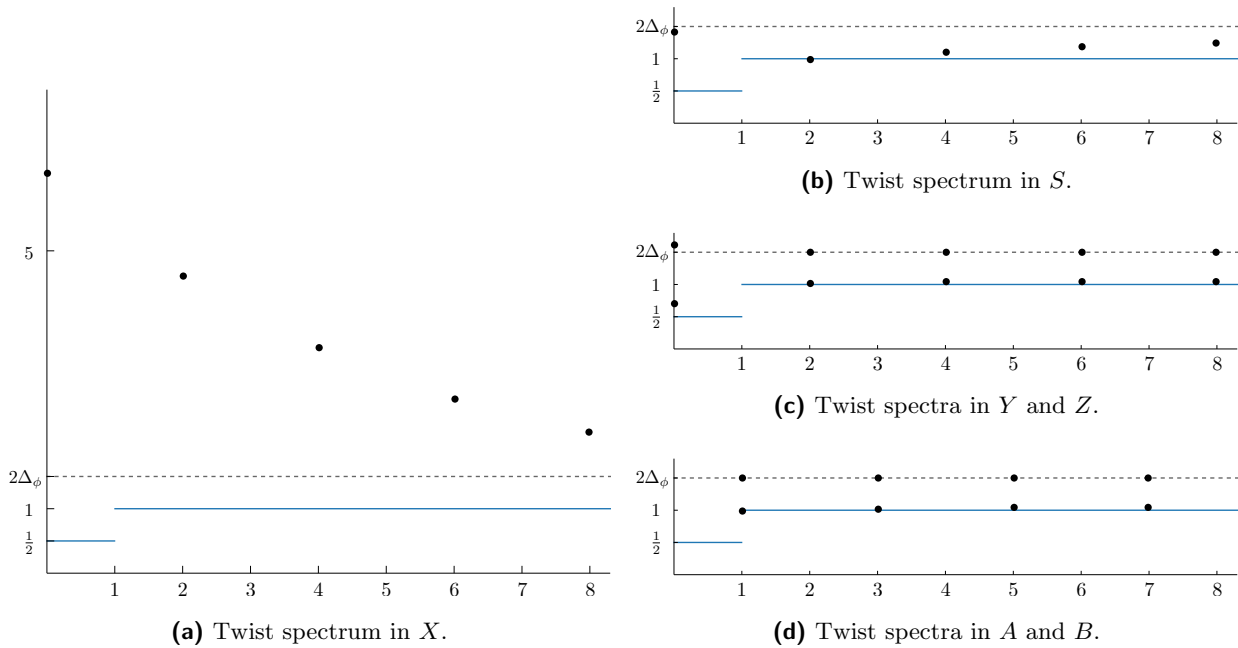 5
2Δ_ϕ
1
1/2
1 2 3 4 5 6 7 8
(a) Twist spectrum in X.
2Δ_ϕ
1
1/2
1 2 3 4 5 6 7 8
(b) Twist spectrum in S.
2Δ_ϕ
1
1/2
1 2 3 4 5 6 7 8
(c) Twist spectra in Y and Z.
2Δ_ϕ
1
1/2
1 2 3 4 5 6 7 8
(d) Twist spectra in A and B.